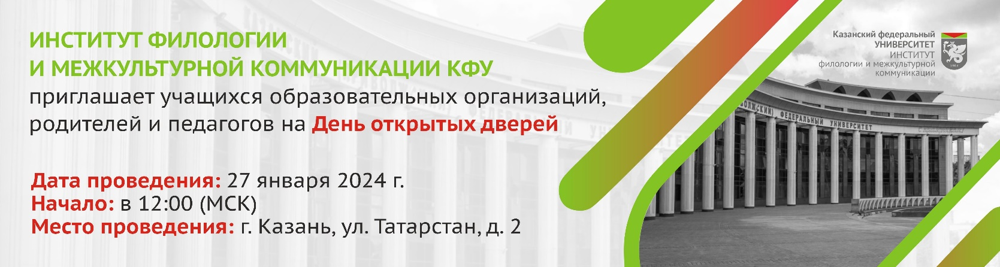 ИНСТИТУТ ФИЛОЛОГИИ
И МЕЖКУЛЬТУРНОЙ КОММУНИКАЦИИ КФУ
приглашает учащихся образовательных организаций,
родителей и педагогов на День открытых дверей
Дата проведения: 27 января 2024 г.
Начало: в 12:00 (МСК)
Место проведения: г. Казань, ул. Татарстан, д. 2
Казанский федеральный
УНИВЕРСИТЕТ
ИНСТИТУТ
филологии и межкультурной
коммуникации
1804
ВОЛЖСКИЙ) ФЕДЕРАЛЬНЫЙ УНИВЕРСИТЕТ